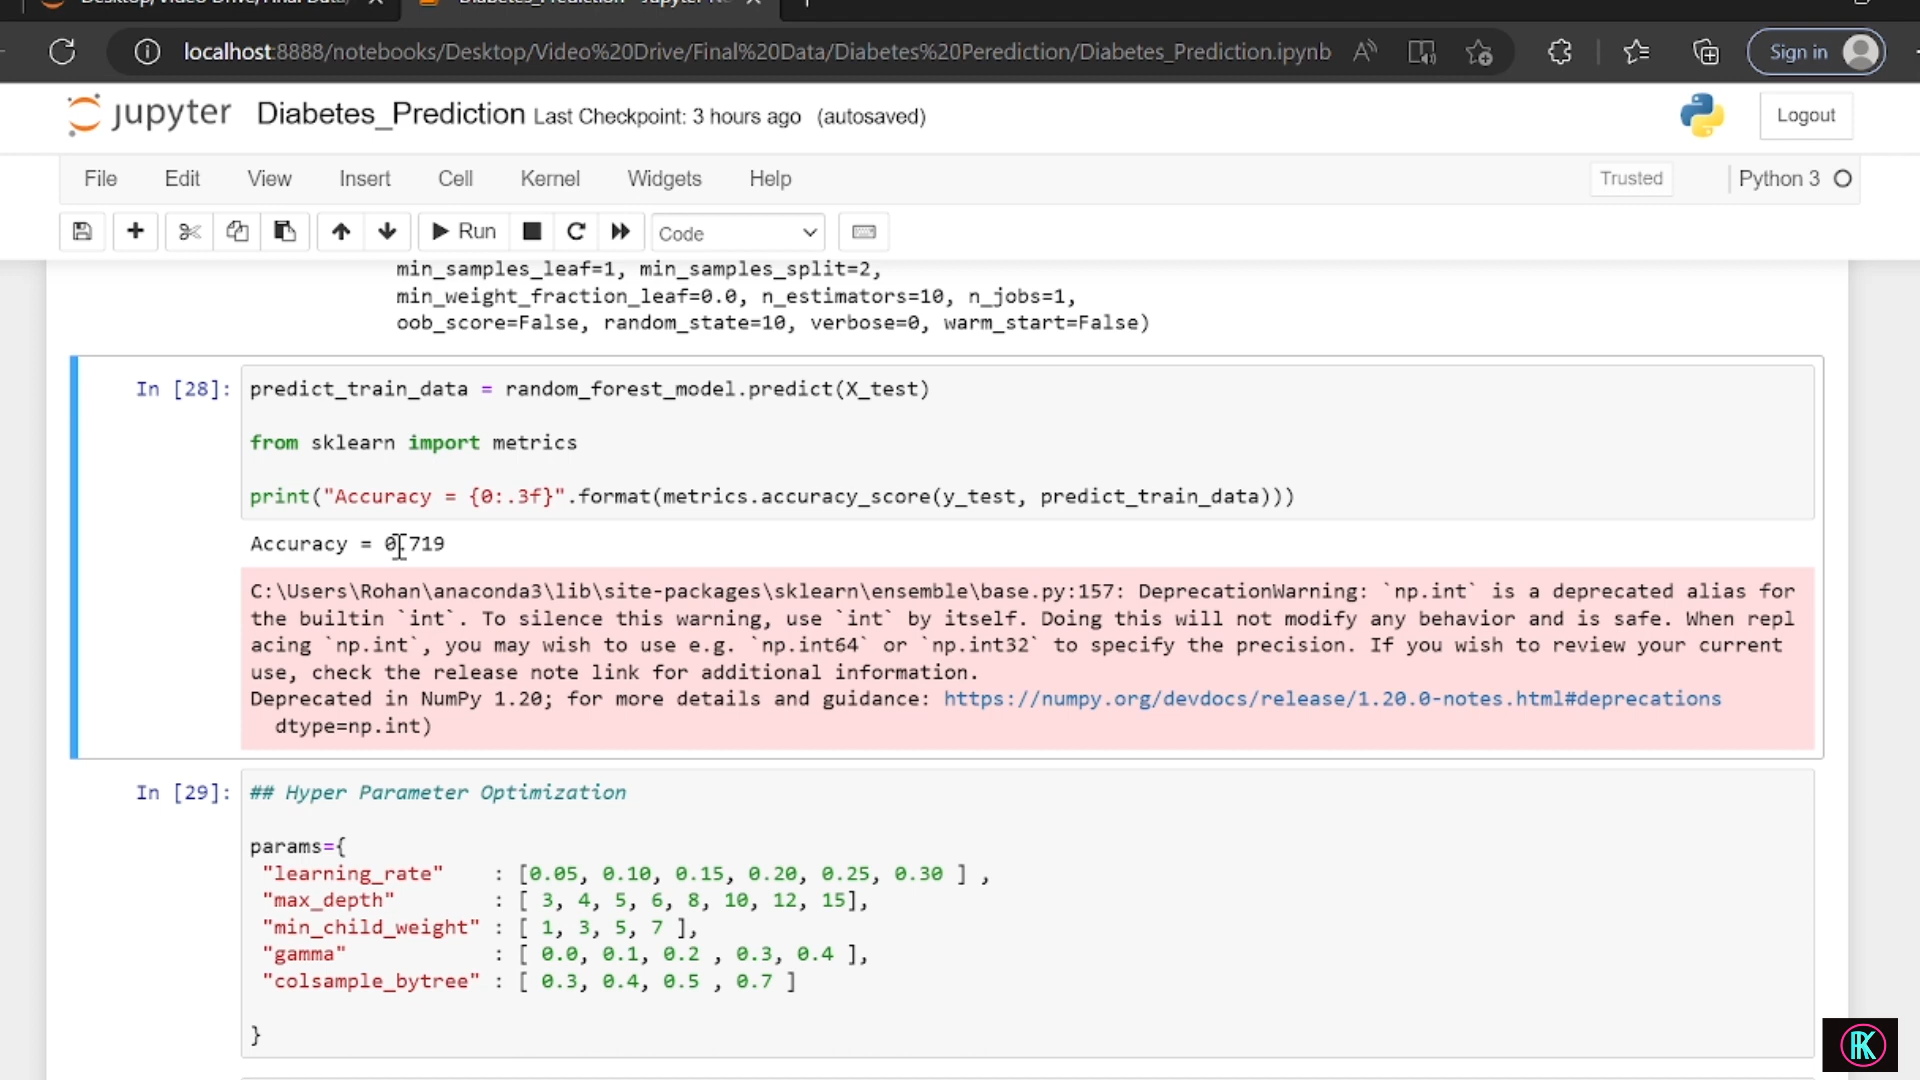 Desktop/Video Drive/Final Data/
Diabetes_Prediction - Jupyter No
localhost:8888/notebooks/Desktop/Video%20Drive/Final%20Data/Diabetes%20Perediction/Diabetes_Prediction.ipynb
Sign in
jupyter Diabetes_Prediction Last Checkpoint: 3 hours ago (autosaved)
Logout
File Edit View Insert Cell Kernel Widgets Help
Trusted
Python 3
Run
Code
min_samples_leaf=1, min_samples_split=2,
min_weight_fraction_leaf=0.0, n_estimators=10, n_jobs=1,
oob_score=False, random_state=10, verbose=0, warm_start=False)
In [28]: predict_train_data = random_forest_model.predict(X_test)
from sklearn import metrics
print("Accuracy = {0:.3f}".format(metrics.accuracy_score(y_test, predict_train_data)))
Accuracy = 0.719
C:\Users\Rohan\anaconda3\lib\site-packages\sklearn\ensemble\base.py:157: DeprecationWarning: `np.int` is a deprecated alias for
the builtin `int`. To silence this warning, use `int` by itself. Doing this will not modify any behavior and is safe. When repl
acing `np.int`, you may wish to use e.g. `np.int64` or `np.int32` to specify the precision. If you wish to review your current
use, check the release note link for additional information.
Deprecated in NumPy 1.20; for more details and guidance: https://numpy.org/devdocs/release/1.20.0-notes.html#deprecations
dtype=np.int)
In [29]: ## Hyper Parameter Optimization
params={
"learning_rate" : [0.05, 0.10, 0.15, 0.20, 0.25, 0.30 ] ,
"max_depth" : [ 3, 4, 5, 6, 8, 10, 12, 15],
"min_child_weight" : [ 1, 3, 5, 7 ],
"gamma" : [ 0.0, 0.1, 0.2 , 0.3, 0.4 ],
"colsample_bytree" : [ 0.3, 0.4, 0.5 , 0.7 ]
}
RK